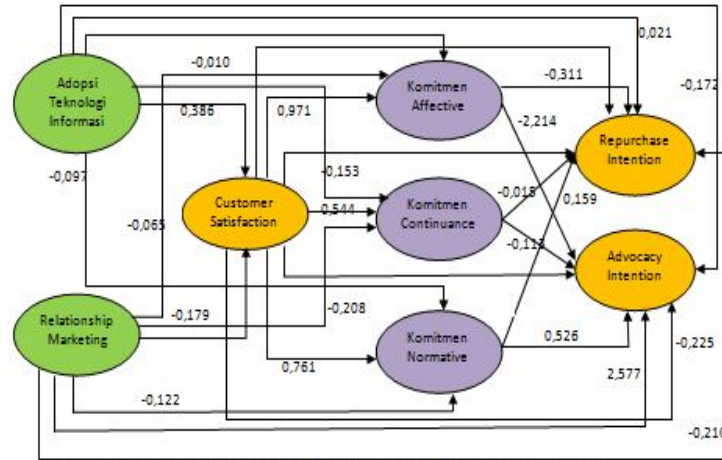 0,021
-0,010
-0,172
Adopsi
Teknologi
Informasi
0,386
0,971
Komitmen
Affective
-0,311
-2,214
Repurchase
Intention
-0,097
-0,153
-0,065
Customer
Satisfaction
0,544
Komitmen
Continuance
-0,015
0,159
-0,113
Advocacy
Intention
Relationship
Marketing
-0,179
-0,208
0,761
Komitmen
Normative
0,526
-0,225
2,577
-0,122
-0,210